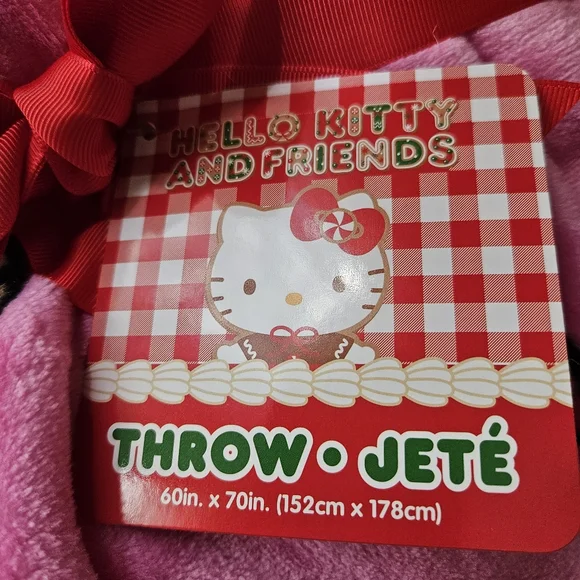 HELLO KITTY
AND FRIENDS
THROW • JETÉ
60in. x 70in. (152cm x 178cm)